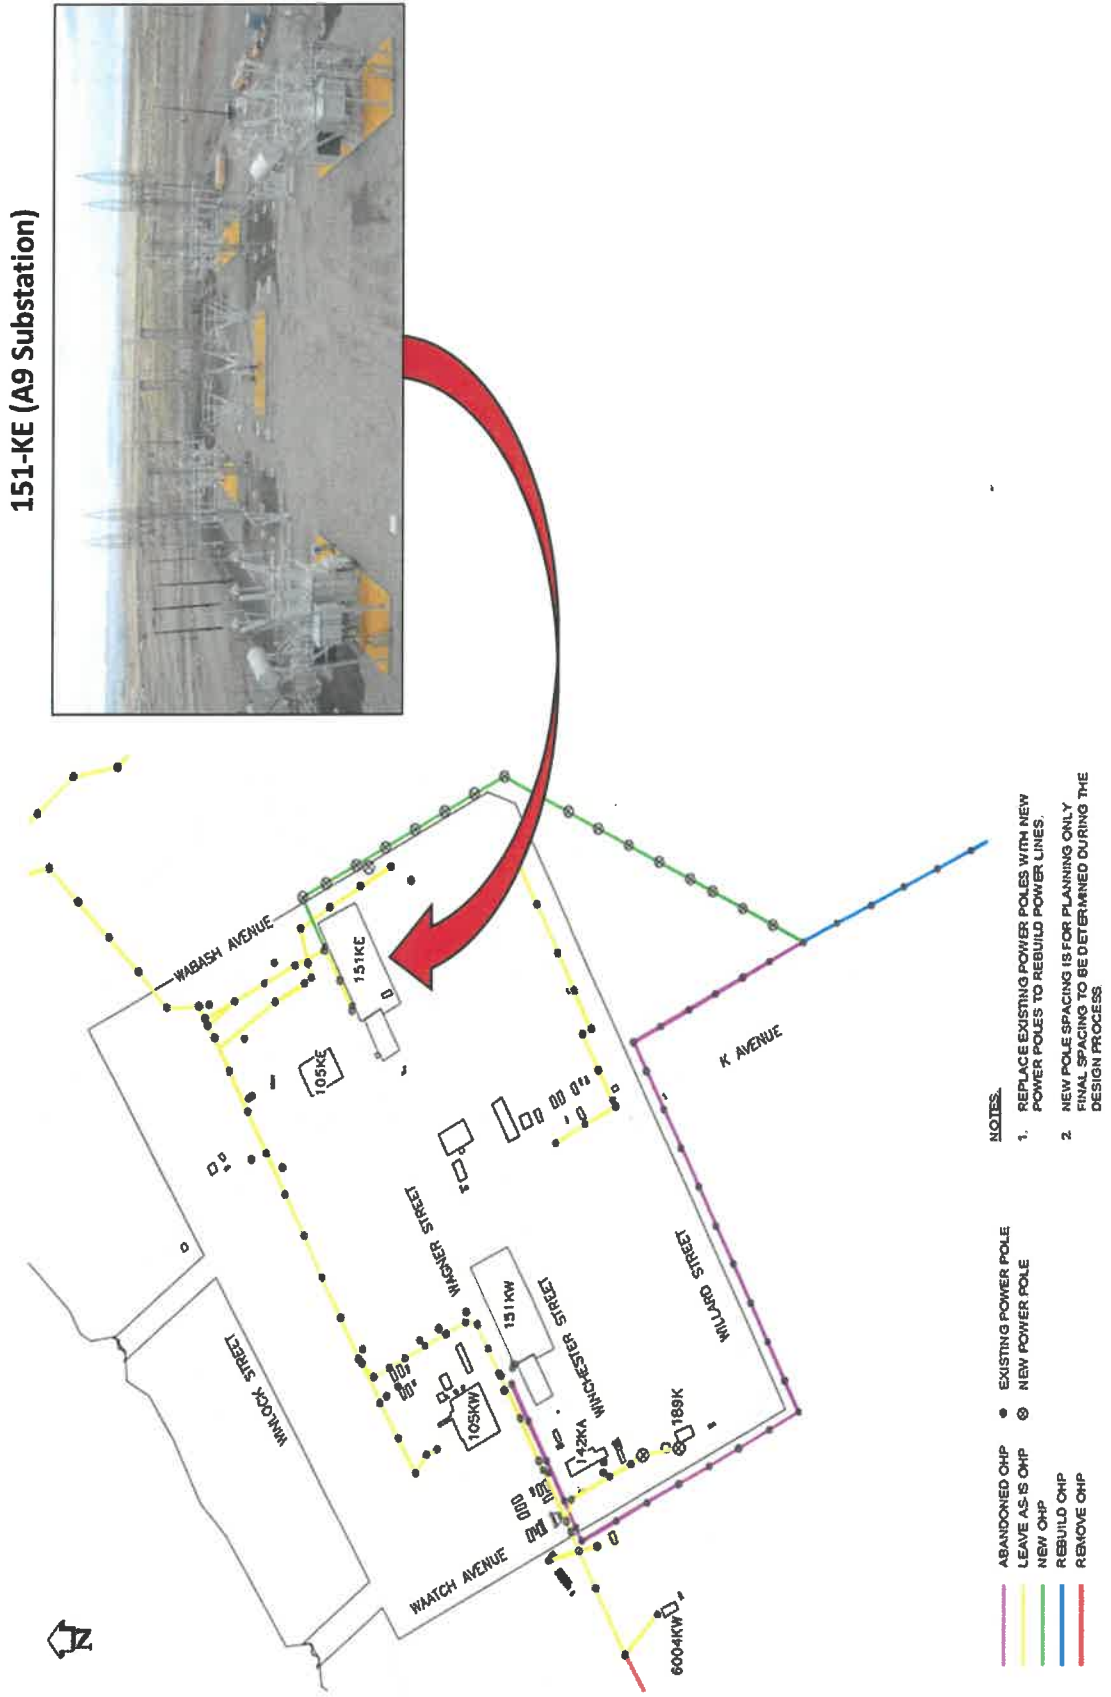 151-KE (A9 Substation)
N
WINLOCK STREET
WABASH AVENUE
151KE
105KE
WAGNER STREET
151KW
WINCHESTER STREET
105KW
142KA
189K
WILLARD STREET
K AVENUE
WAATCH AVENUE
6004KW
ABANDONED OHP
LEAVE AS-IS OHP
NEW OHP
REBUILD OHP
REMOVE OHP
EXISTING POWER POLE
NEW POWER POLE
NOTES:
1. REPLACE EXISTING POWER POLES WITH NEW
POWER POLES TO REBUILD POWER LINES.
2. NEW POLE SPACING IS FOR PLANNING ONLY
FINAL SPACING TO BE DETERMINED DURING THE
DESIGN PROCESS.